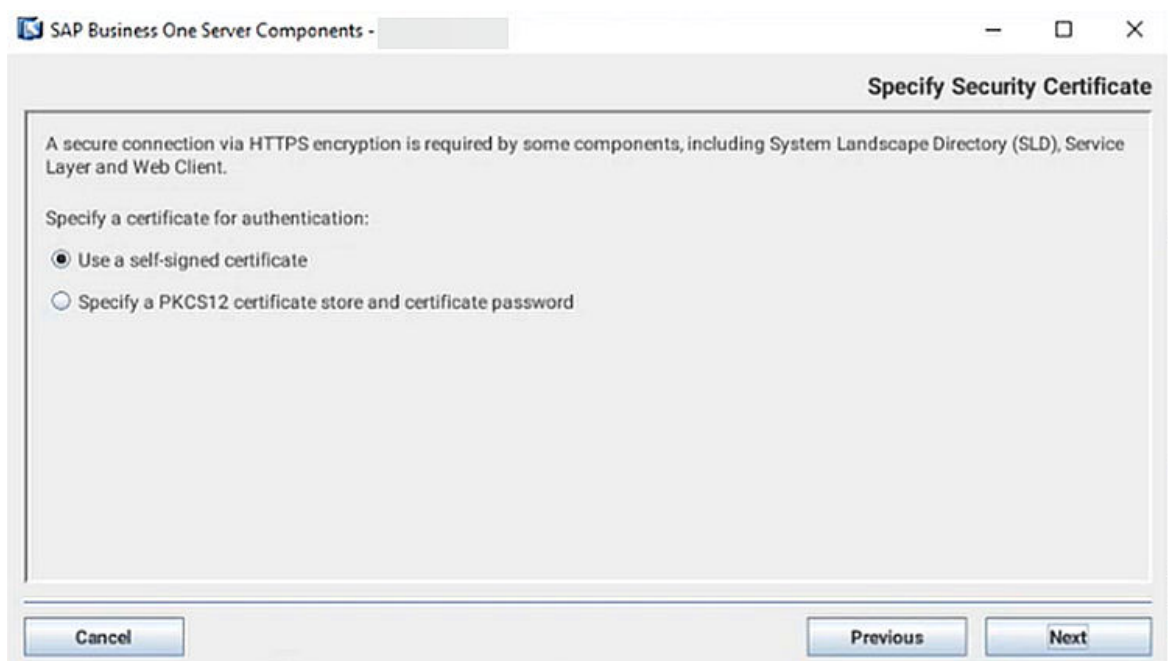 SAP Business One Server Components -
Specify Security Certificate
A secure connection via HTTPS encryption is required by some components, including System Landscape Directory (SLD), Service
Layer and Web Client.
Specify a certificate for authentication:
Use a self-signed certificate
Specify a PKCS12 certificate store and certificate password
Cancel
Previous
Next